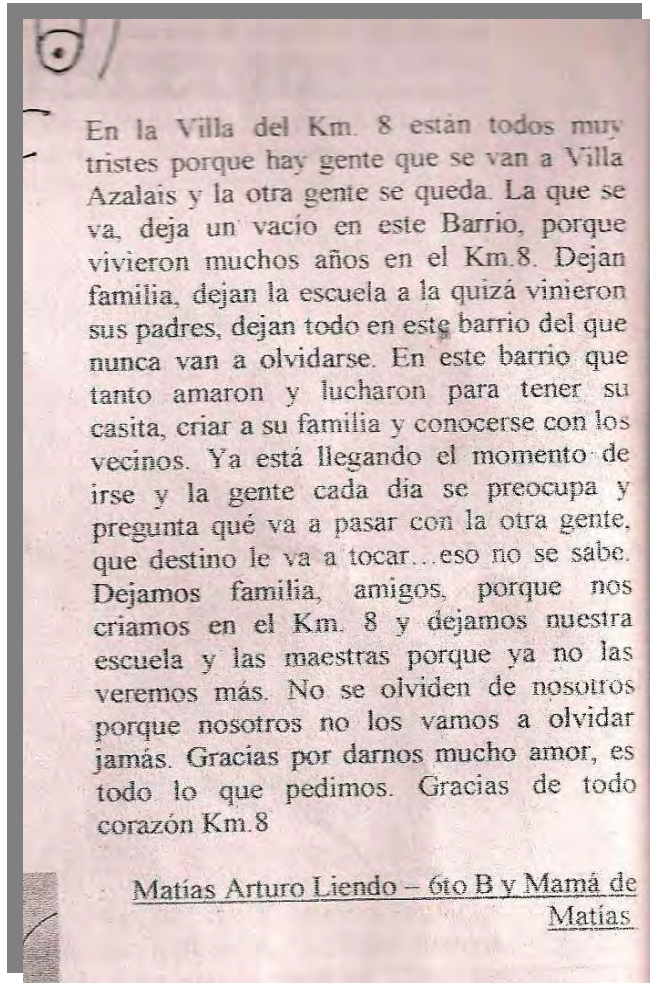 En la Villa del Km. 8 están todos muy
tristes porque hay gente que se van a Villa
Azalais y la otra gente se queda. La que se
va, deja un vacío en este Barrio, porque
vivieron muchos años en el Km.8. Dejan
familia, dejan la escuela a la quizá vinieron
sus padres, dejan todo en este barrio del que
nunca van a olvidarse. En este barrio que
tanto amaron y lucharon para tener su
casita, criar a su familia y conocerse con los
vecinos. Ya está llegando el momento de
irse y la gente cada día se preocupa y
pregunta qué va a pasar con la otra gente,
que destino le va a tocar...eso no se sabe.
Dejamos familia, amigos, porque nos
criamos en el Km. 8 y dejamos nuestra
escuela y las maestras porque ya no las
veremos más. No se olviden de nosotros
porque nosotros no los vamos a olvidar
jamás. Gracias por darnos mucho amor, es
todo lo que pedimos. Gracias de todo
corazón Km.8
Matías Arturo Liendo – 6to B y Mamá de
Matías